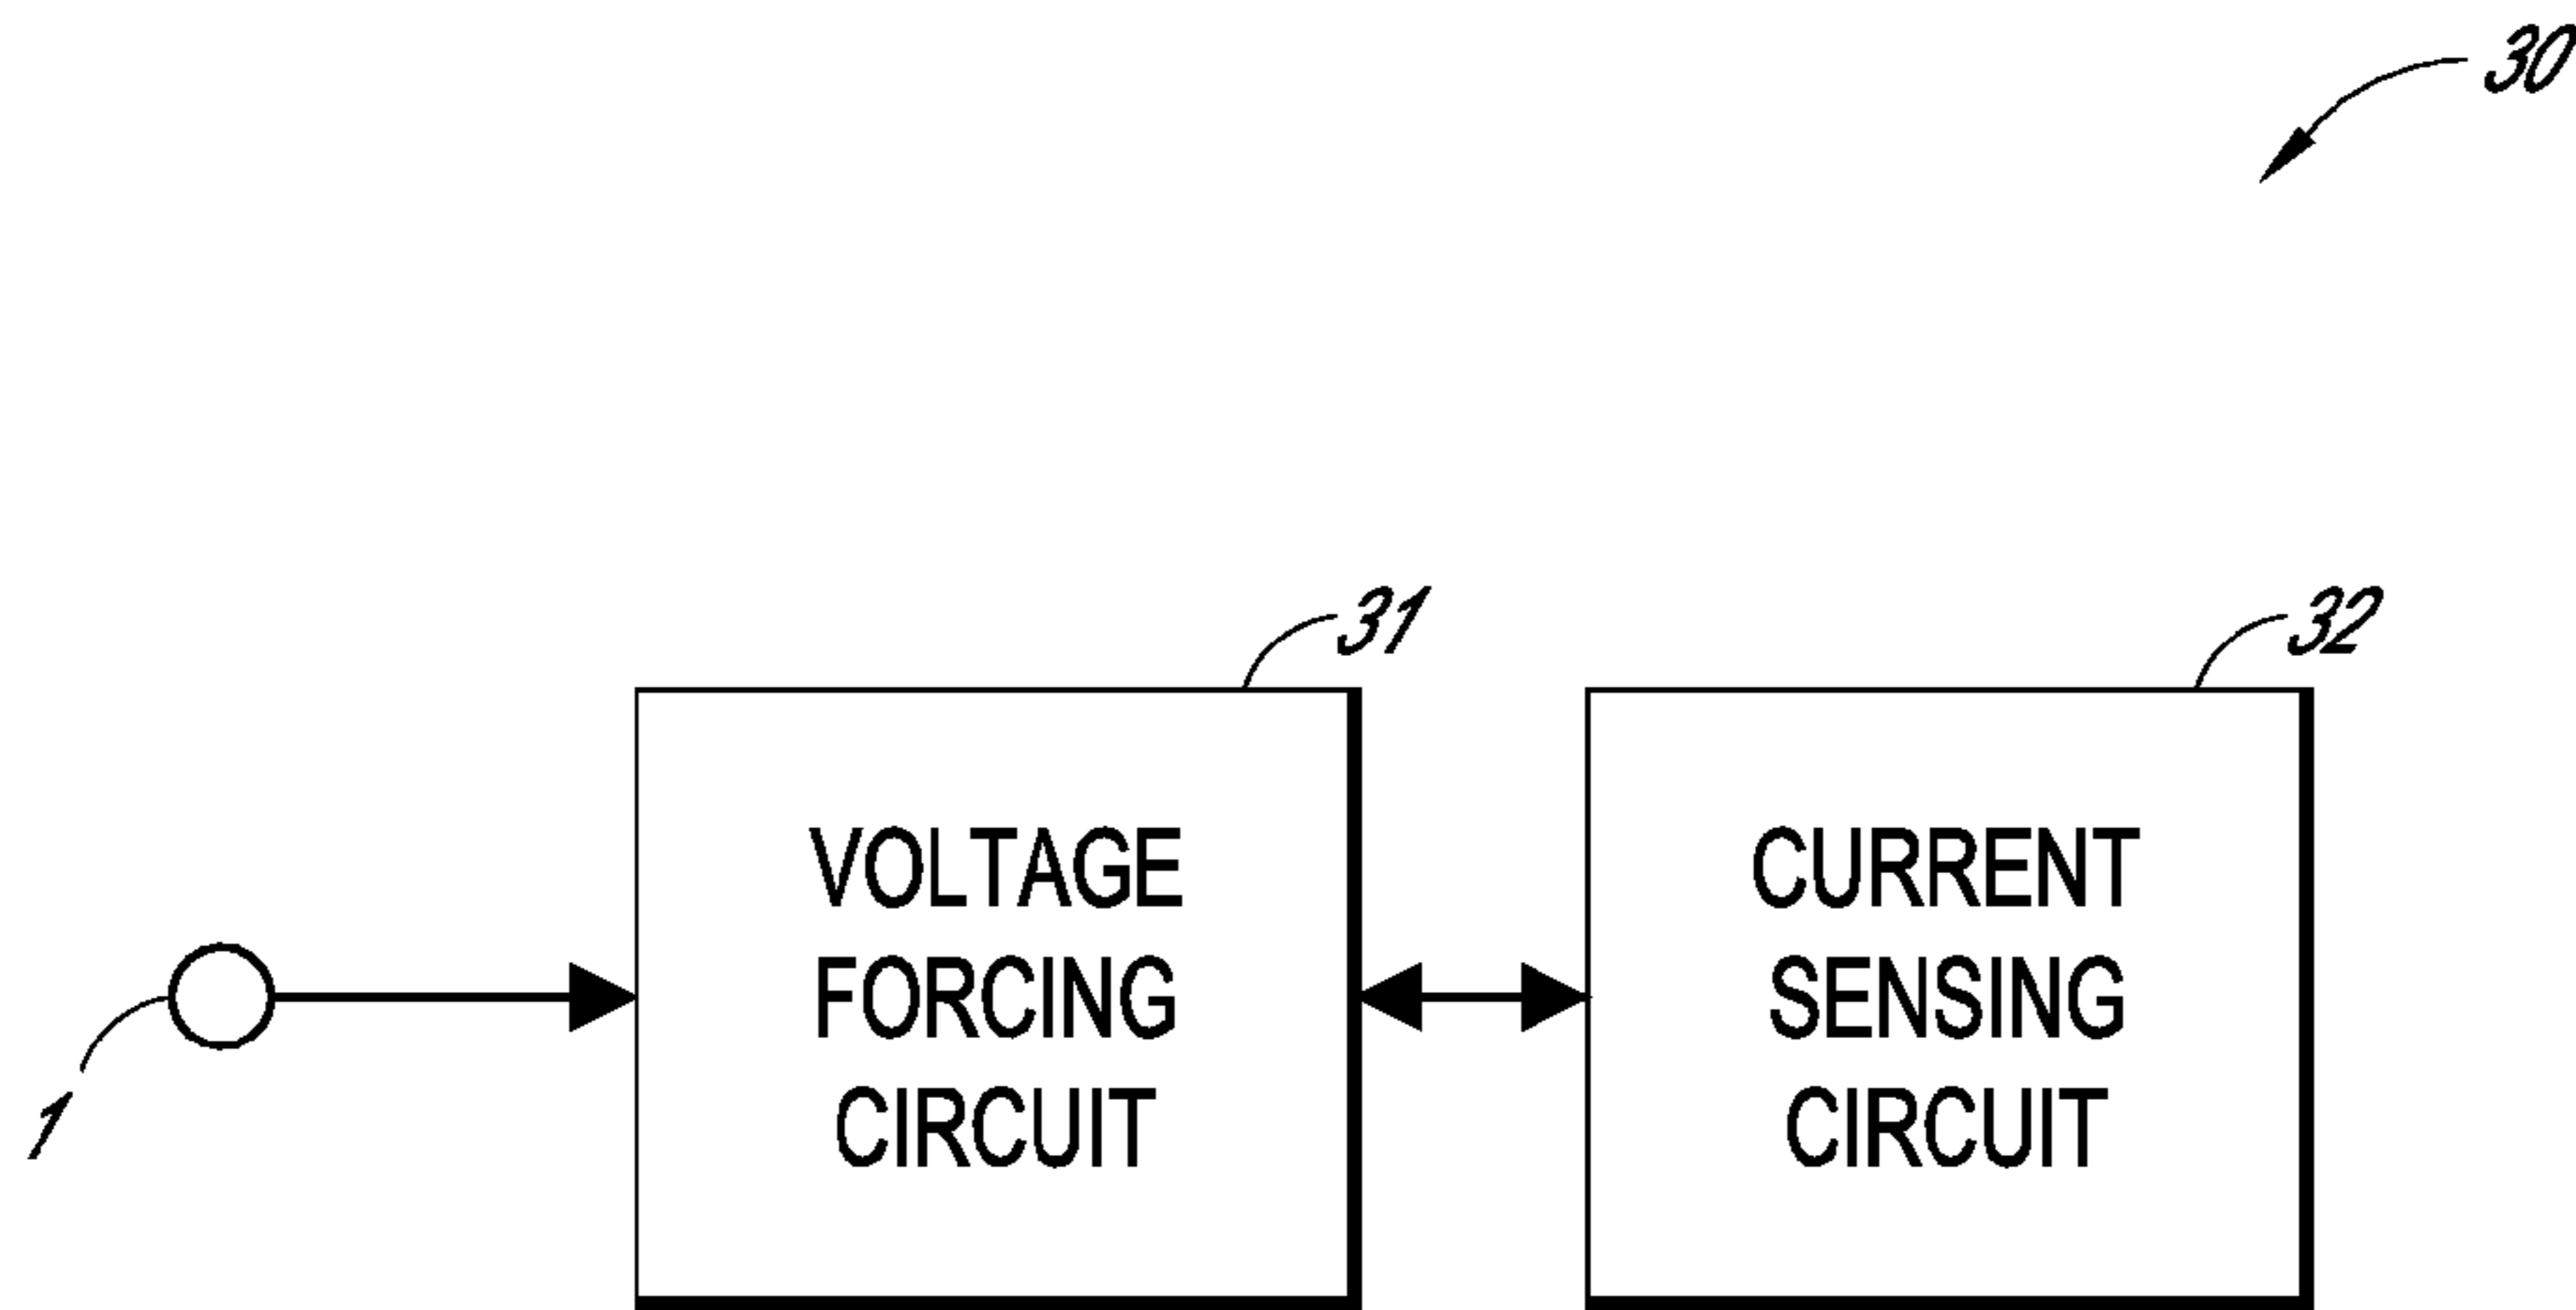 30
31
32
VOLTAGE
FORCING
CIRCUIT
CURRENT
SENSING
CIRCUIT
1